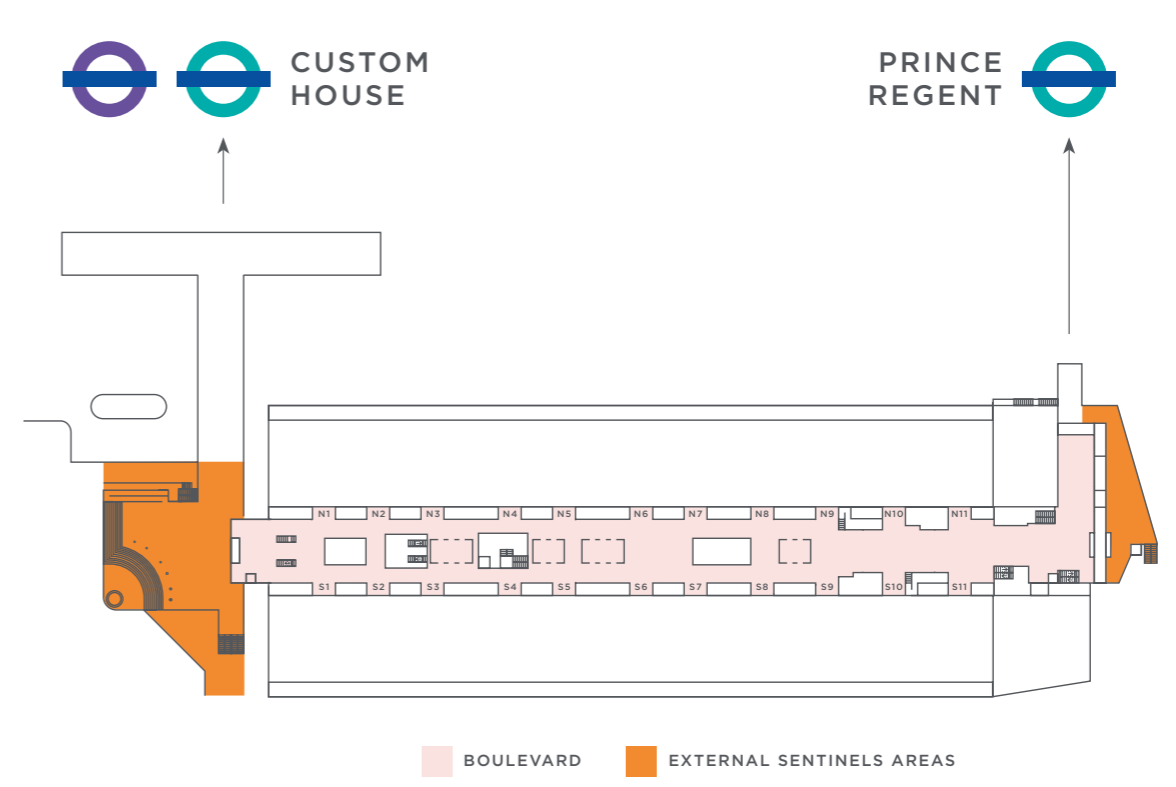 CUSTOM
HOUSE
PRINCE
REGENT
N1 N2 N3 N4 N5 N6 N7 N8 N9 N10 N11
S1 S2 S3 S4 S5 S6 S7 S8 S9 S10 S11
BOULEVARD
EXTERNAL SENTINELS AREAS